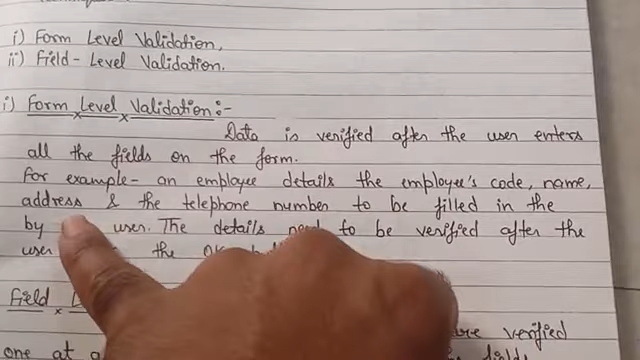 i) Form Level Validation,
ii) Field-Level Validation.
i) Form Level Validation :-
Data is verified after the user enters
all the fields on the form.
For example - an employee details the employee's code, name,
address & the telephone number to be filled in the
by user. The details need to be verified after the
user the OK
Field
are verified
one at a